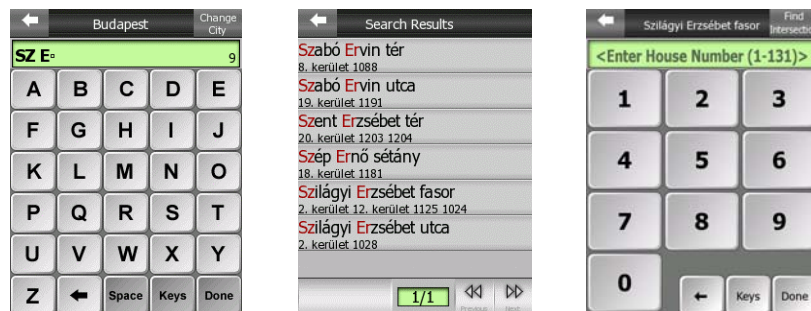 Budapest
Change
City
SZ E
9
A B C D E
F G H I J
K L M N O
P Q R S T
U V W X Y
Z Space Keys Done
Search Results
Szabó Ervin tér
8. kerület 1088
Szabó Ervin utca
19. kerület 1191
Szent Erzsébet tér
20. kerület 1203 1204
Szép Ernő sétány
18. kerület 1181
Szilágyi Erzsébet fasor
2. kerület 12. kerület 1125 1024
Szilágyi Erzsébet utca
2. kerület 1028
1/1
Previous
Next
Szilágyi Erzsébet fasor
Find
Intersectio
<Enter House Number (1-131)>
1 2 3
4 5 6
7 8 9
0
Keys Done